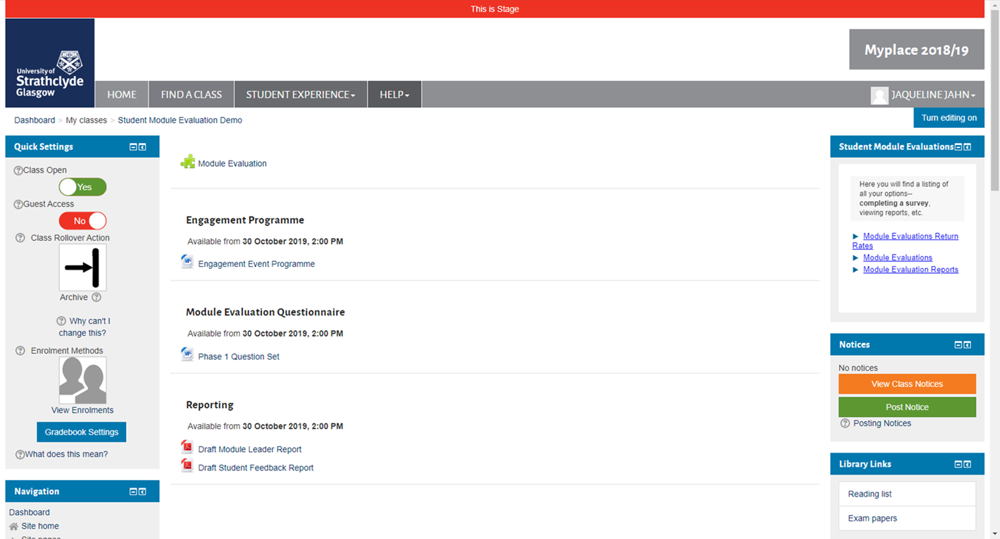 This is Stage
University of
Strathclyde
Glasgow
Myplace 2018/19
HOME
FIND A CLASS
STUDENT EXPERIENCE
HELP
JAQUELINE JAHN
Dashboard > My classes > Student Module Evaluation Demo
Turn editing on
Quick Settings
Class Open
Yes
Guest Access
No
Class Rollover Action
Archive
Why can't I
change this?
Enrolment Methods
View Enrolments
Gradebook Settings
What does this mean?
Navigation
Dashboard
Site home
Site pages
Module Evaluation
Engagement Programme
Available from 30 October 2019, 2:00 PM
Engagement Event Programme
Module Evaluation Questionnaire
Available from 30 October 2019, 2:00 PM
Phase 1 Question Set
Reporting
Available from 30 October 2019, 2:00 PM
Draft Module Leader Report
Draft Student Feedback Report
Student Module Evaluations
Here you will find a listing of
all your options--
completing a survey,
viewing reports, etc.
Module Evaluations Return
Rates
Module Evaluations
Module Evaluation Reports
Notices
No notices
View Class Notices
Post Notice
Posting Notices
Library Links
Reading list
Exam papers